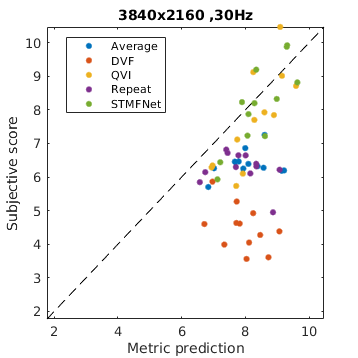 3840x2160 ,30Hz
Average
DVF
QVI
Repeat
STMFNet
10
9
8
7
6
5
4
3
2
Subjective score
2 4 6 8 10
Metric prediction